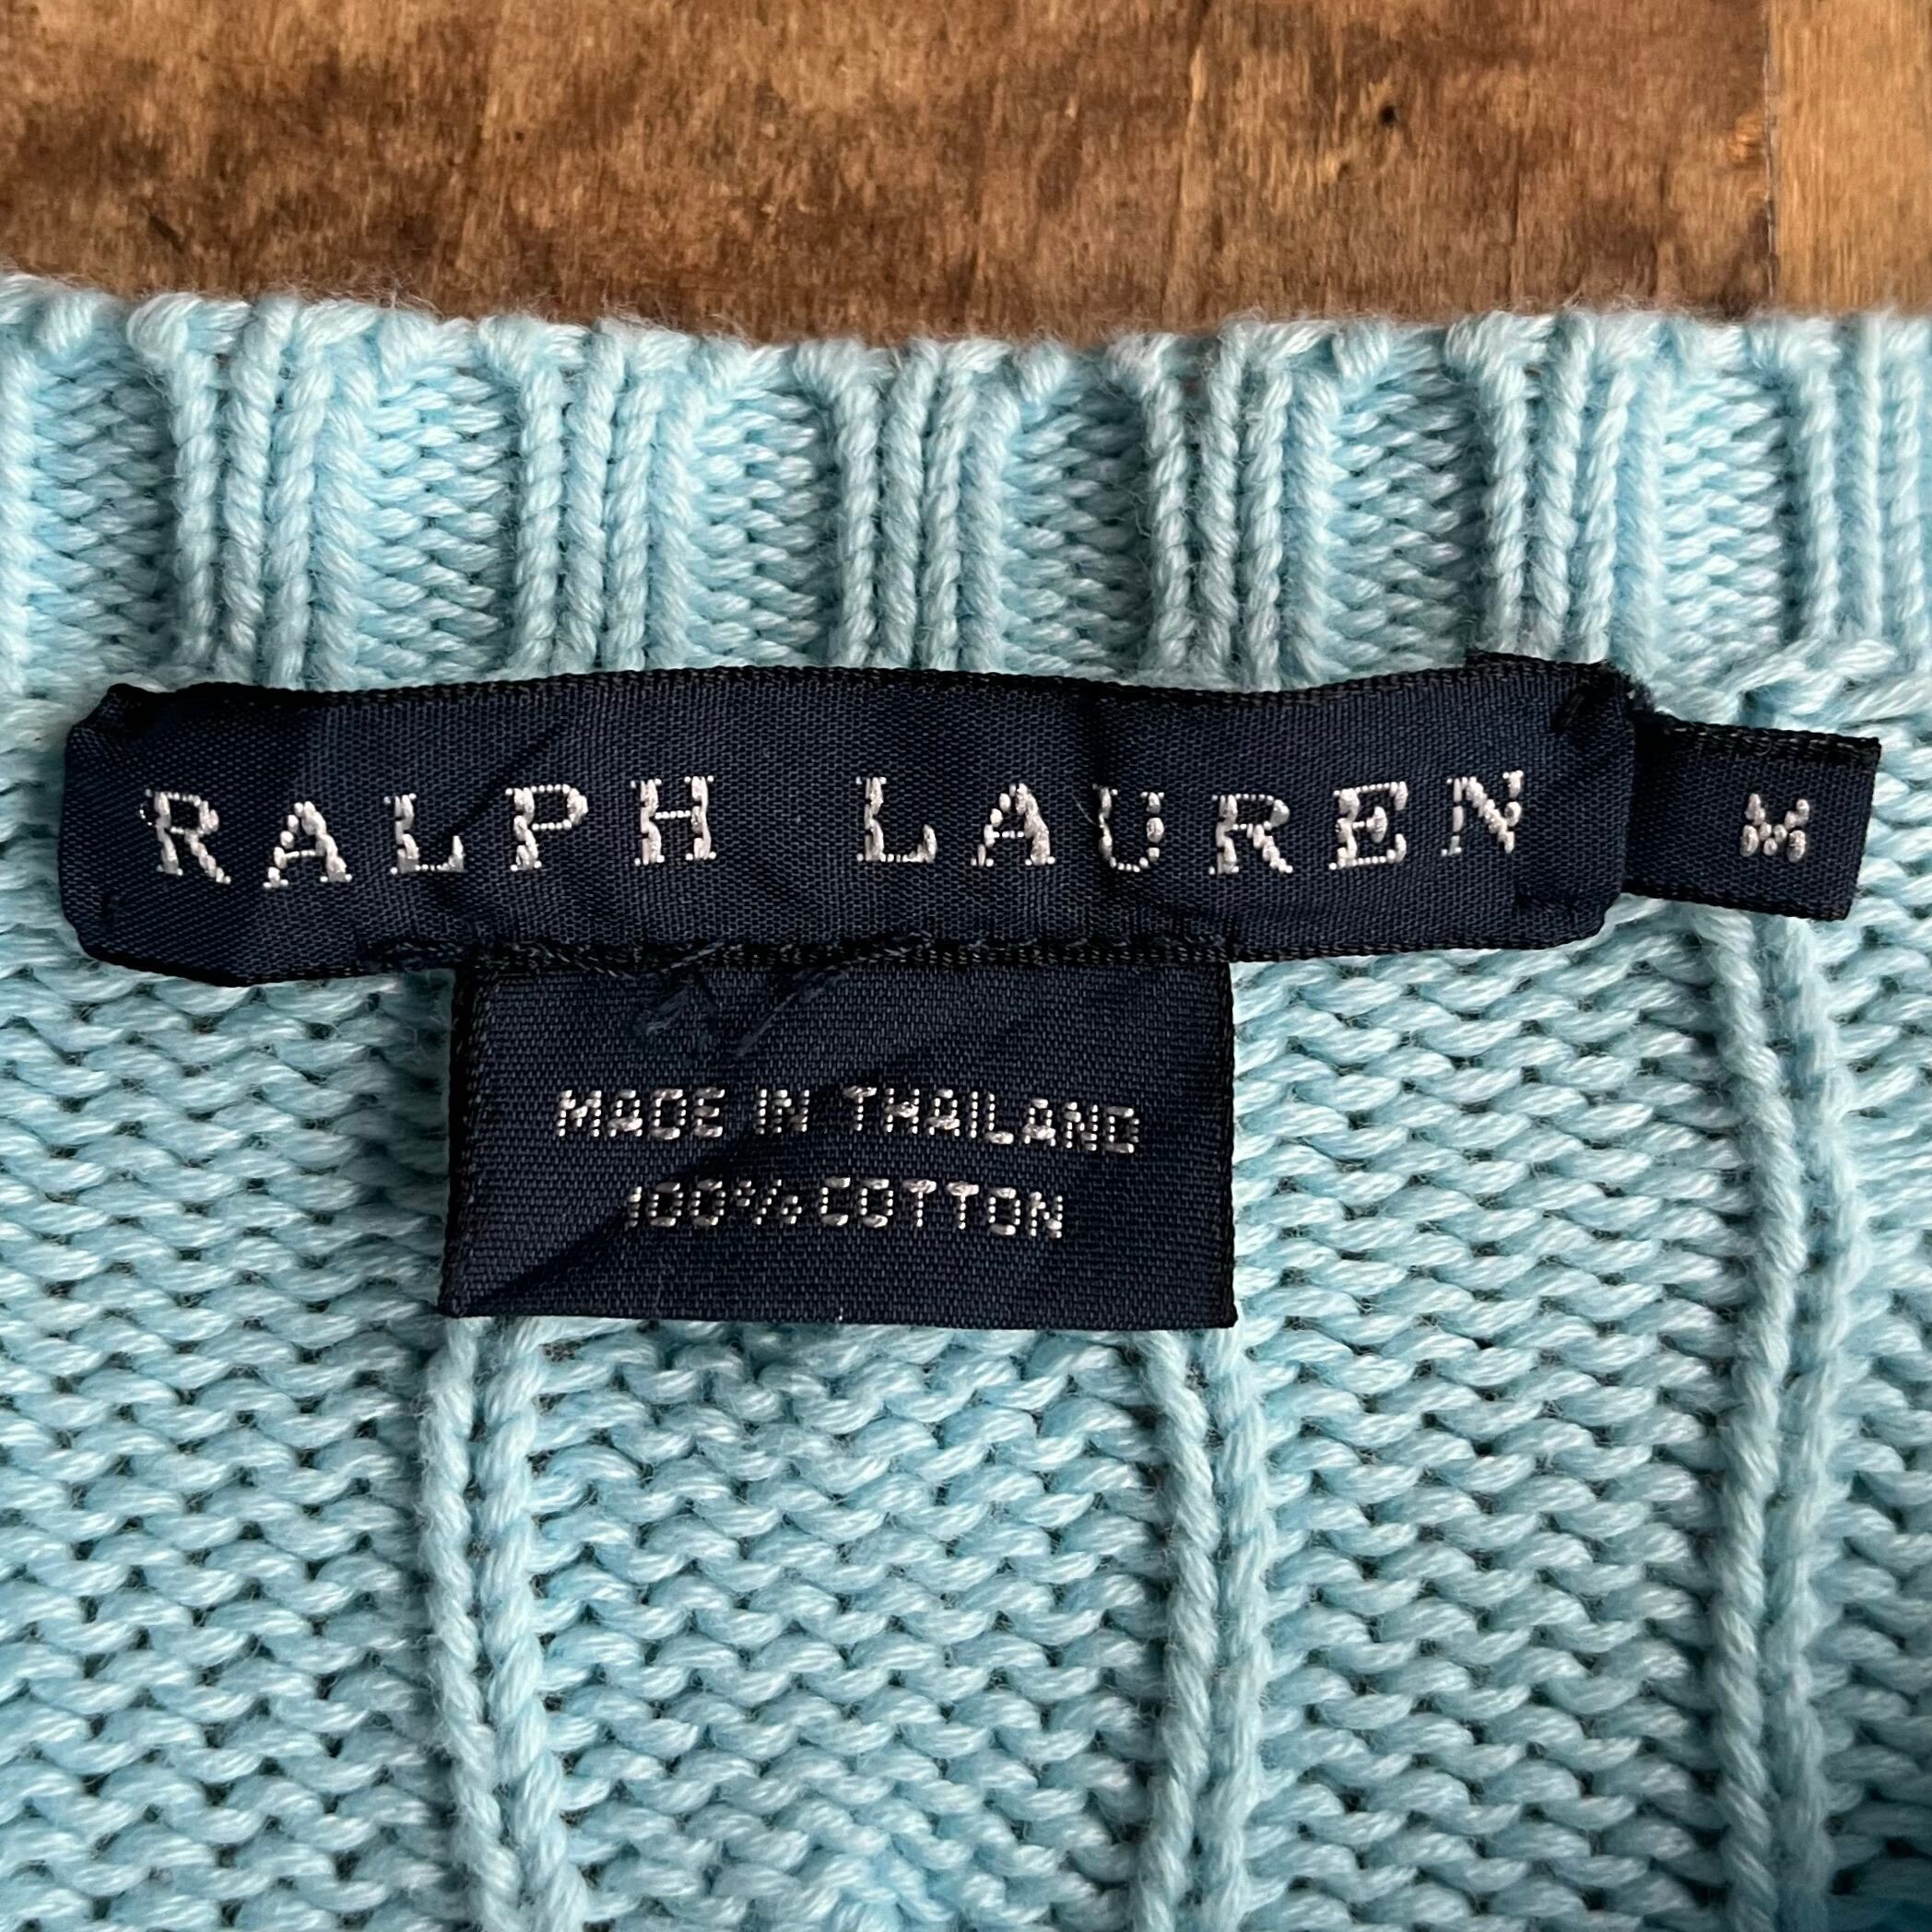 RALPH LAUREN
M
MADE IN THAILAND
100% COTTON